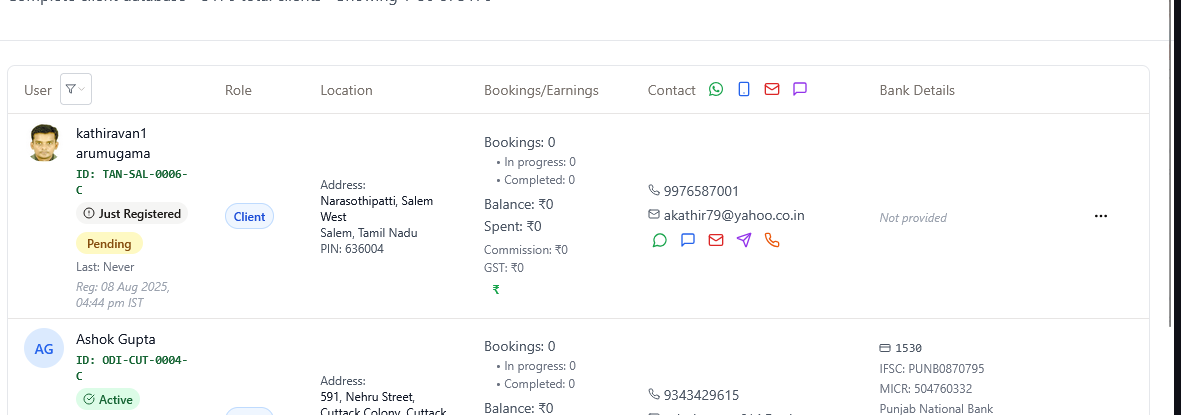 User
Role
Location
Bookings/Earnings
Contact
Bank Details
kathiravan1
arumugama
ID: TAN-SAL-0006-
C
Just Registered
Pending
Last: Never
Reg: 08 Aug 2025,
04:44 pm IST
Client
Address:
Narasothipatti, Salem
West
Salem, Tamil Nadu
PIN: 636004
Bookings: 0
• In progress: 0
• Completed: 0
Balance: ₹0
Spent: ₹0
Commission: ₹0
GST: ₹0
₹
9976587001
akathir79@yahoo.co.in
Not provided
AG
Ashok Gupta
ID: ODI-CUT-0004-
C
Active
Address:
591, Nehru Street,
Cuttack Colony, Cuttack
Bookings: 0
• In progress: 0
• Completed: 0
Balance: ₹0
9343429615
1530
IFSC: PUNB0870795
MICR: 504760332
Punjab National Bank